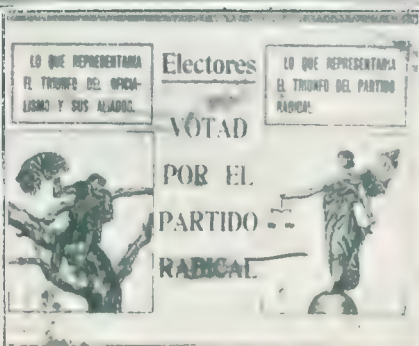 LO QUE REPRESENTARIA
EL TRIUNFO DEL OFICIA-
LISMO Y SUS ALIADOS.
Electores
VOTAD
POR EL
PARTIDO
RADICAL
LO QUE REPRESENTARIA
EL TRIUNFO DEL PARTIDO
RADICAL